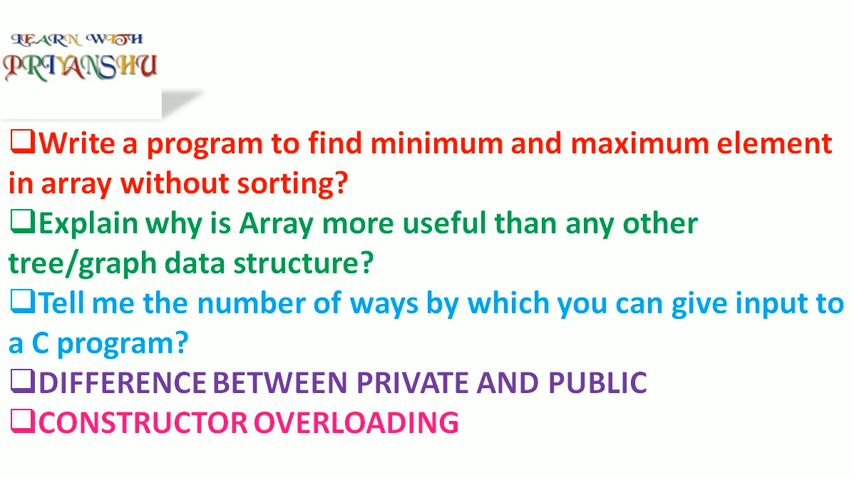 LEARN WITH
PRIYANSHU
❑Write a program to find minimum and maximum element
in array without sorting?
❑Explain why is Array more useful than any other
tree/graph data structure?
❑Tell me the number of ways by which you can give input to
a C program?
❑DIFFERENCE BETWEEN PRIVATE AND PUBLIC
❑CONSTRUCTOR OVERLOADING